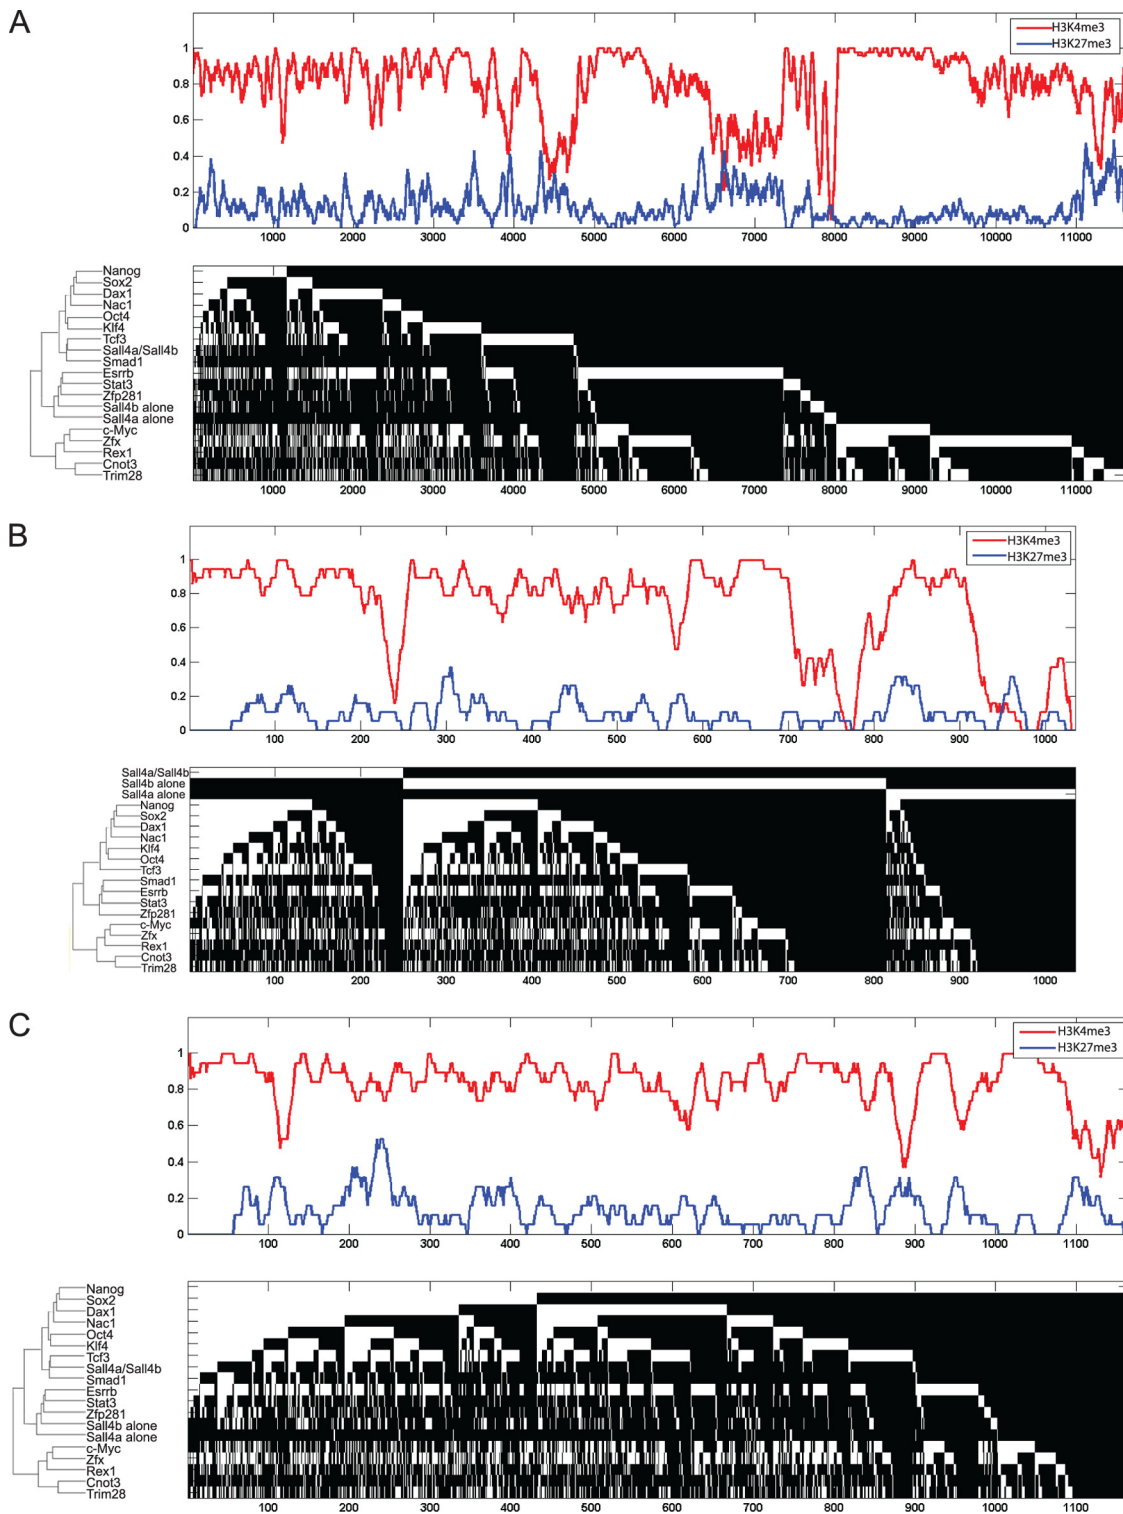 A
H3K4me3
H3K27me3
1
0.8
0.6
0.4
0.2
0
1000 2000 3000 4000 5000 6000 7000 8000 9000 10000 11000
Nanog
Sox2
Dax1
Nac1
Oct4
Klf4
Tcf3
Sall4a/Sall4b
Smad1
Esrrb
Stat3
Zfp281
Sall4b alone
Sall4a alone
c-Myc
Zfx
Rex1
Cnot3
Trim28
1000 2000 3000 4000 5000 6000 7000 8000 9000 10000 11000
B
H3K4me3
H3K27me3
1
0.8
0.6
0.4
0.2
0
100 200 300 400 500 600 700 800 900 1000
Sall4a/Sall4b
Sall4b alone
Sall4a alone
Nanog
Sox2
Dax1
Nac1
Klf4
Oct4
Tcf3
Smad1
Esrrb
Stat3
Zfp281
c-Myc
Zfx
Rex1
Cnot3
Trim28
100 200 300 400 500 600 700 800 900 1000
C
H3K4me3
H3K27me3
1
0.8
0.6
0.4
0.2
0
100 200 300 400 500 600 700 800 900 1000 1100
Nanog
Sox2
Dax1
Nac1
Oct4
Klf4
Tcf3
Sall4a/Sall4b
Smad1
Esrrb
Stat3
Zfp281
Sall4b alone
Sall4a alone
c-Myc
Zfx
Rex1
Cnot3
Trim28
100 200 300 400 500 600 700 800 900 1000 1100